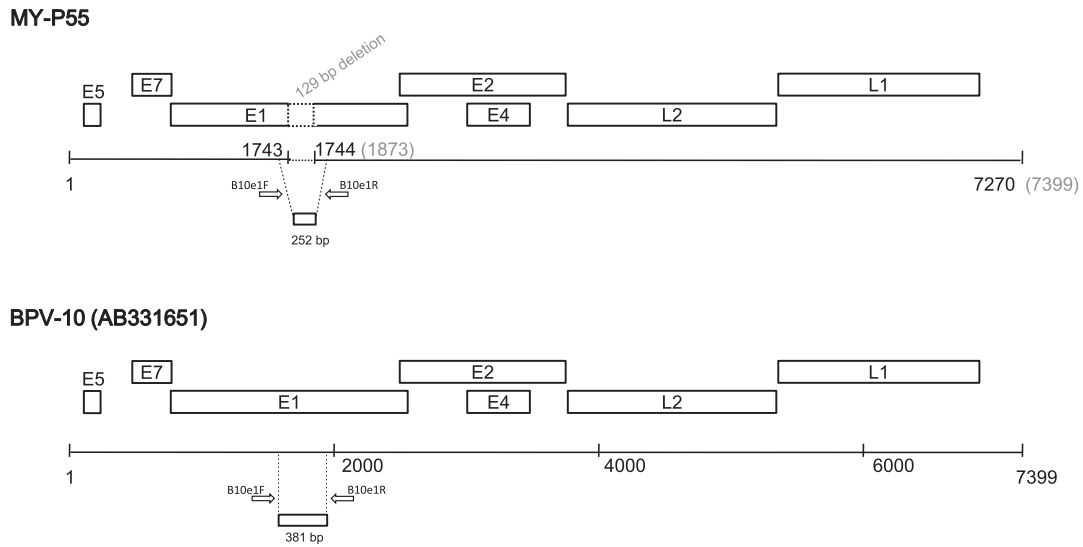 MY-P55
129 bp deletion
E7 E2 L1
E5
E1 E4 L2
1743 1744 (1873)
1 7270 (7399)
B10e1F B10e1R
252 bp
BPV-10 (AB331651)
E7 E2 L1
E5
E1 E4 L2
1 2000 4000 6000 7399
B10e1F B10e1R
381 bp